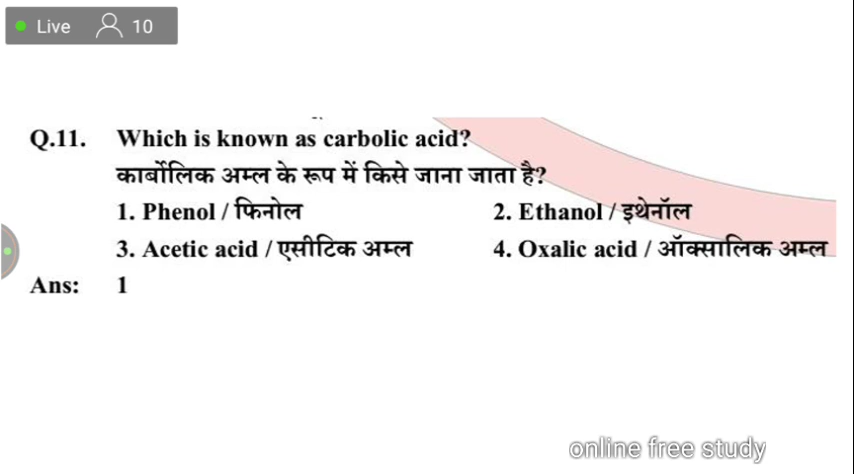 Live 10
Q.11. Which is known as carbolic acid?
कार्बोलिक अम्ल के रूप में किसे जाना जाता है?
1. Phenol / फिनोल 2. Ethanol / इथेनॉल
3. Acetic acid / एसीटिक अम्ल 4. Oxalic acid / ऑक्सालिक अम्ल
Ans: 1
online free study